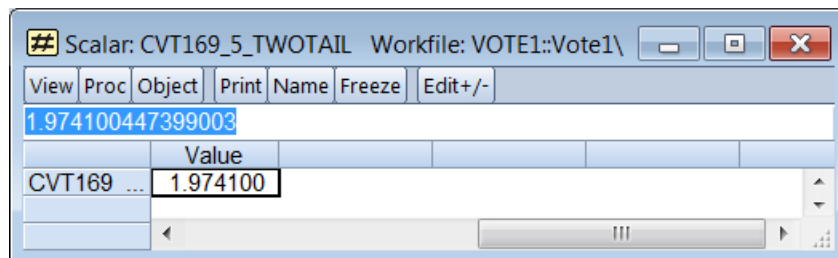 Scalar: CVT169_5_TWOTAIL Workfile: VOTE1::Vote1\
View Proc Object Print Name Freeze Edit+/-
1.974100447399003
Value
CVT169 ... 1.974100